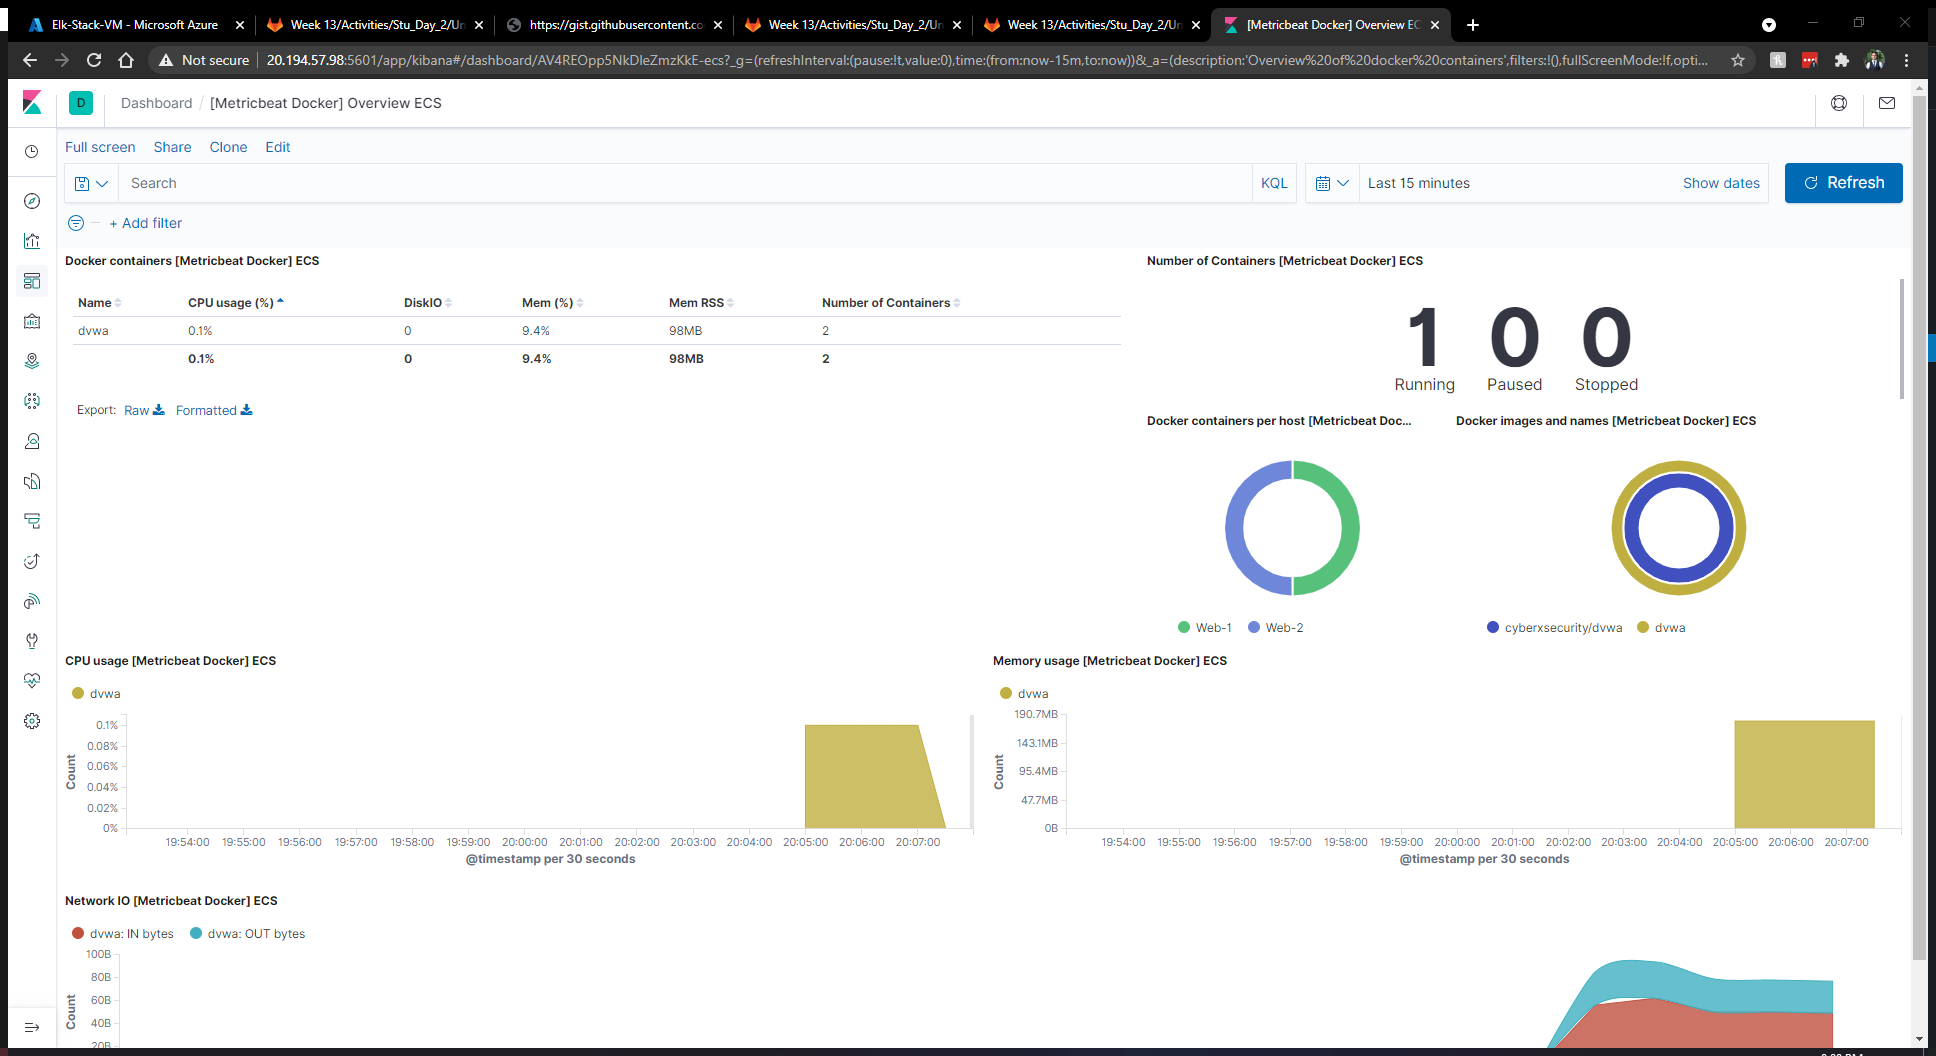 Elk-Stack-VM - Microsoft Azure
Week 13/Activities/Stu_Day_2/Un
https://gist.githubusercontent.co
Week 13/Activities/Stu_Day_2/Un
Week 13/Activities/Stu_Day_2/Un
[Metricbeat Docker] Overview EC
Not secure
20.194.57.98:5601/app/kibana#/dashboard/AV4REOpp5NkDleZmzKkE-ecs?_g=(refreshInterval:(pause:!t,value:0),time:(from:now-15m,to:now))&_a=(description:'Overview%20of%20docker%20containers',filters:!(),fullScreenMode:!f,opti...
D
Dashboard / [Metricbeat Docker] Overview ECS
Full screen Share Clone Edit
Search
KQL
Last 15 minutes
Show dates
Refresh
+ Add filter
Docker containers [Metricbeat Docker] ECS
Name CPU usage (%) DiskIO Mem (%) Mem RSS Number of Containers
dvwa 0.1% 0 9.4% 98MB 2
0.1% 0 9.4% 98MB 2
Export: Raw Formatted
Number of Containers [Metricbeat Docker] ECS
1 0 0
Running Paused Stopped
Docker containers per host [Metricbeat Doc...
Web-1 Web-2
Docker images and names [Metricbeat Docker] ECS
cyberxsecurity/dvwa dvwa
CPU usage [Metricbeat Docker] ECS
dvwa
0.1%
0.08%
0.06%
0.04%
0.02%
0%
Count
19:54:00 19:55:00 19:56:00 19:57:00 19:58:00 19:59:00 20:00:00 20:01:00 20:02:00 20:03:00 20:04:00 20:05:00 20:06:00 20:07:00
@timestamp per 30 seconds
Memory usage [Metricbeat Docker] ECS
dvwa
190.7MB
143.1MB
95.4MB
47.7MB
0B
Count
19:54:00 19:55:00 19:56:00 19:57:00 19:58:00 19:59:00 20:00:00 20:01:00 20:02:00 20:03:00 20:04:00 20:05:00 20:06:00 20:07:00
@timestamp per 30 seconds
Network IO [Metricbeat Docker] ECS
dvwa: IN bytes dvwa: OUT bytes
100B
80B
60B
40B
20B
Count